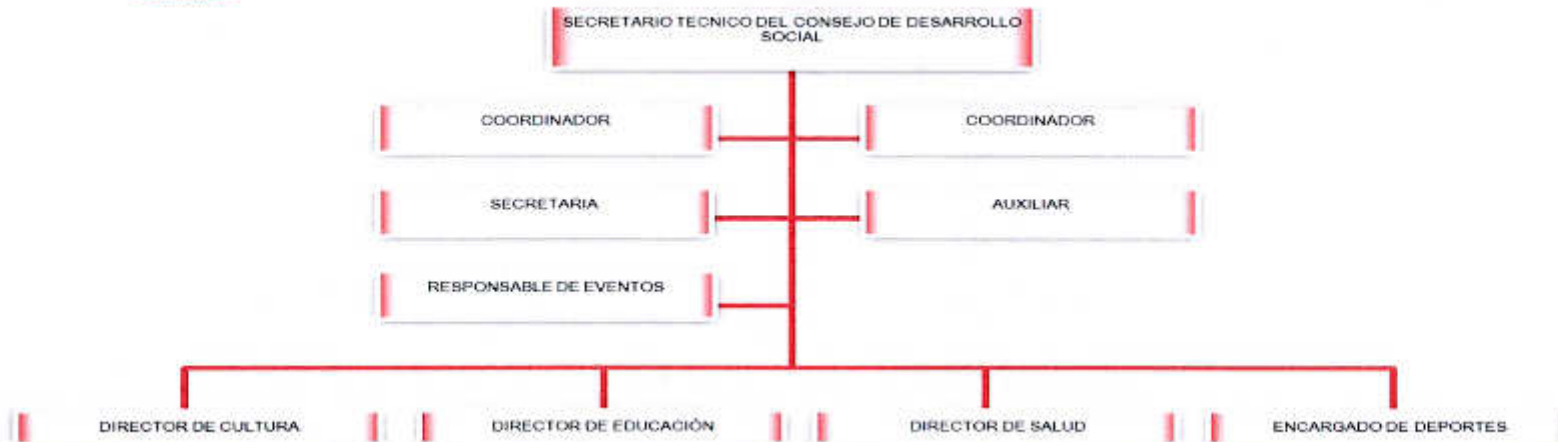 SECRETARIO TECNICO DEL CONSEJO DE DESARROLLO
SOCIAL
COORDINADOR
COORDINADOR
SECRETARIA
AUXILIAR
RESPONSABLE DE EVENTOS
DIRECTOR DE CULTURA
DIRECTOR DE EDUCACIÓN
DIRECTOR DE SALUD
ENCARGADO DE DEPORTES